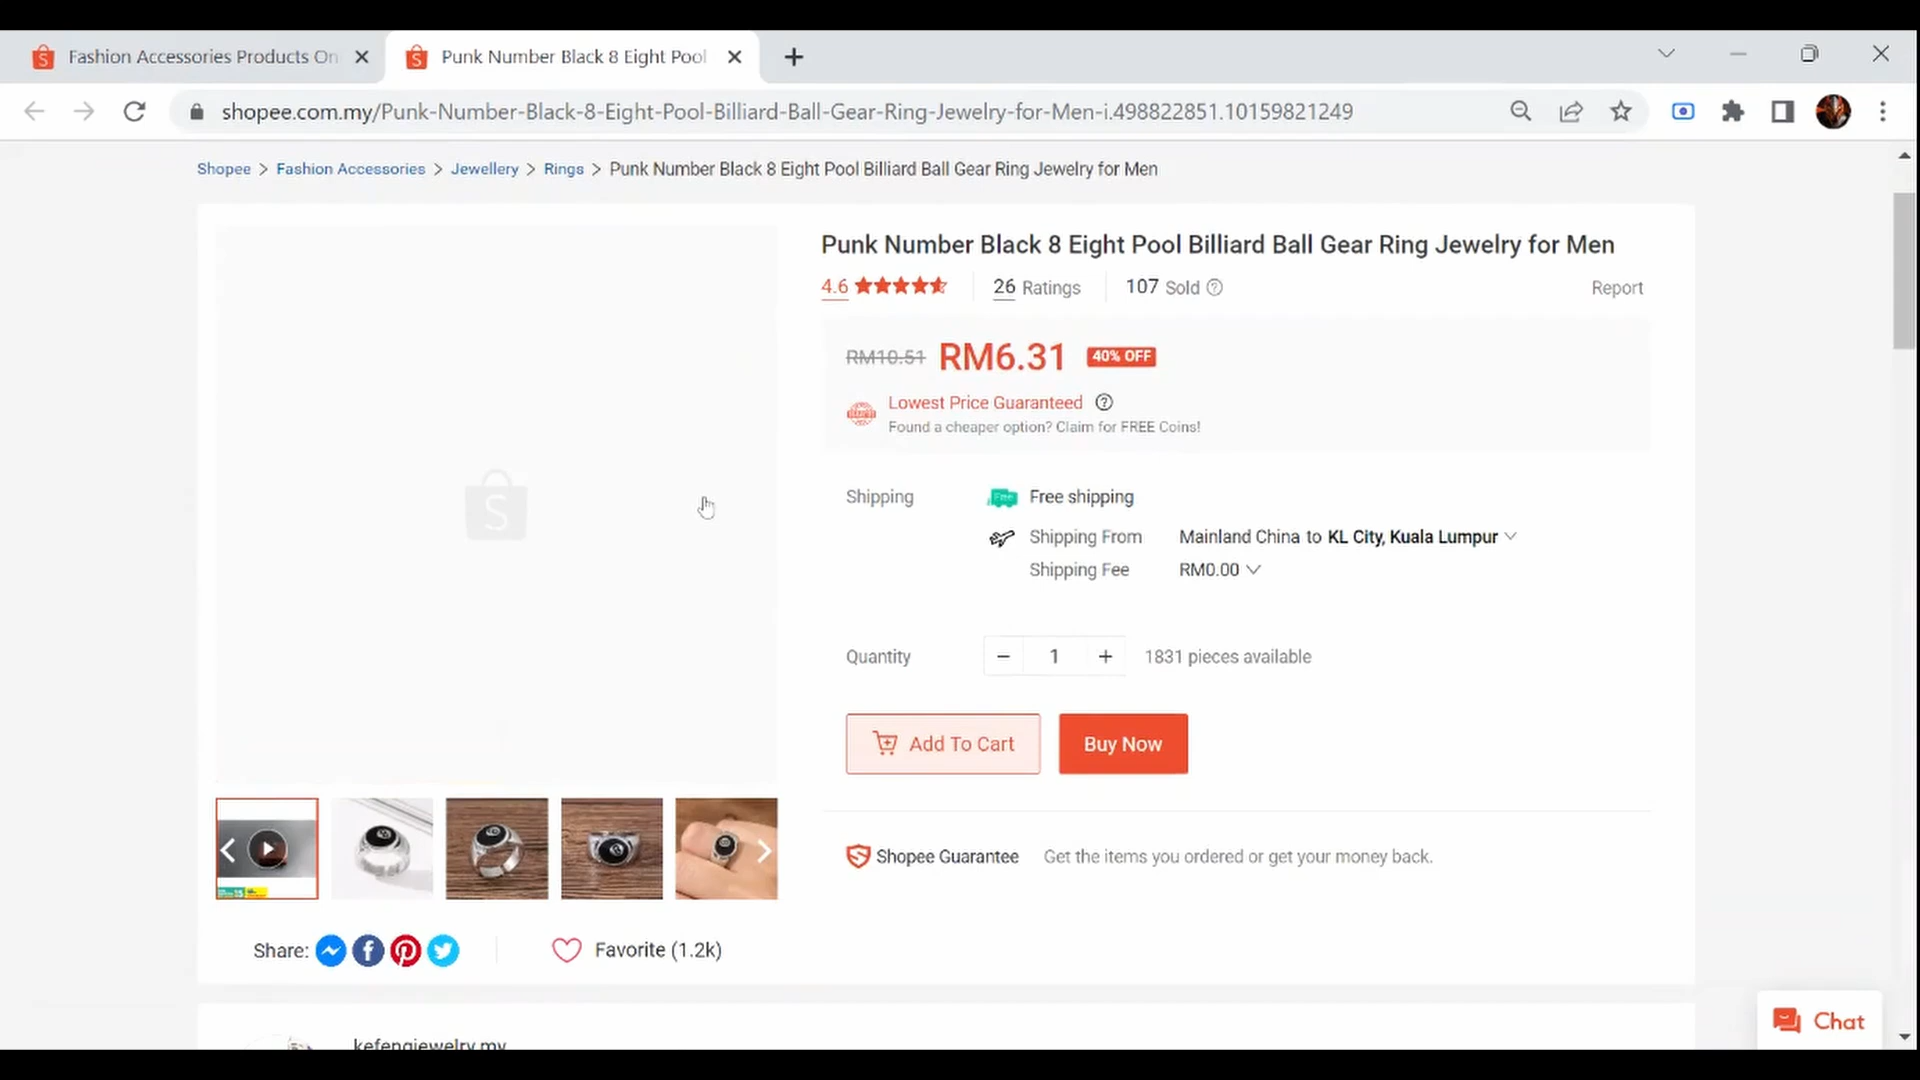 Fashion Accessories Products On
Punk Number Black 8 Eight Pool
shopee.com.my/Punk-Number-Black-8-Eight-Pool-Billiard-Ball-Gear-Ring-Jewelry-for-Men-i.498822851.10159821249
Shopee > Fashion Accessories > Jewellery > Rings > Punk Number Black 8 Eight Pool Billiard Ball Gear Ring Jewelry for Men
Punk Number Black 8 Eight Pool Billiard Ball Gear Ring Jewelry for Men
4.6 26 Ratings 107 Sold Report
RM10.51 RM6.31 40% OFF
Lowest Price Guaranteed
Found a cheaper option? Claim for FREE Coins!
Shipping Free Free shipping
Shipping From Mainland China to KL City, Kuala Lumpur
Shipping Fee RM0.00
Quantity 1 1831 pieces available
Add To Cart Buy Now
Shopee Guarantee Get the items you ordered or get your money back.
Share: Favorite (1.2k)
kefengjewelry.my
Chat